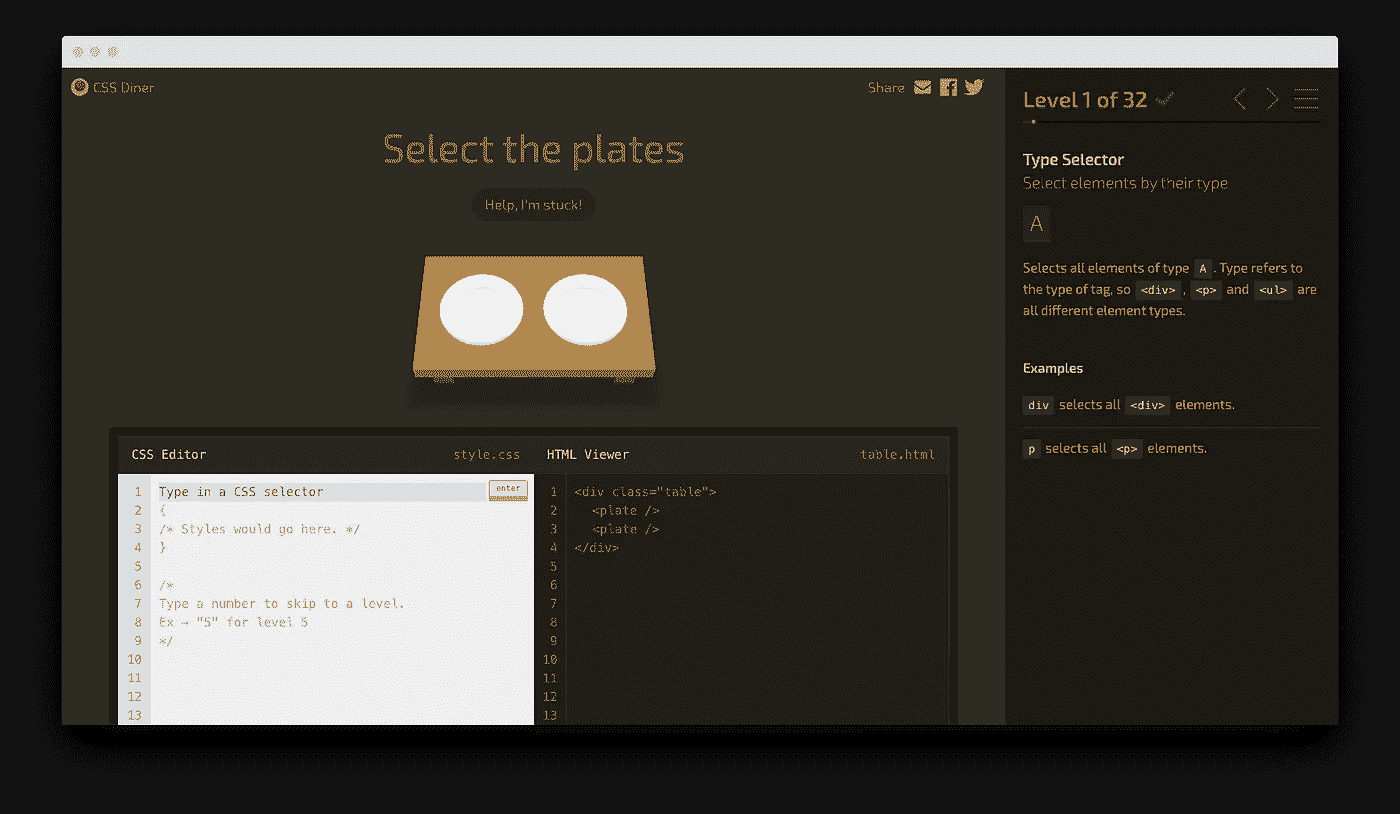 CSS Diner
Share
Select the plates
Help, I'm stuck!
CSS Editor
style.css
1 Type in a CSS selector
enter
2 {
3 /* Styles would go here. */
4 }
5
6 /*
7 Type a number to skip to a level.
8 Ex → "5" for level 5
9 */
10
11
12
13
HTML Viewer
table.html
1 <div class="table">
2 <plate />
3 <plate />
4 </div>
5
6
7
8
9
10
11
12
13
Level 1 of 32
Type Selector
Select elements by their type
A
Selects all elements of type A . Type refers to
the type of tag, so <div> , <p> and <ul> are
all different element types.
Examples
div selects all <div> elements.
p selects all <p> elements.